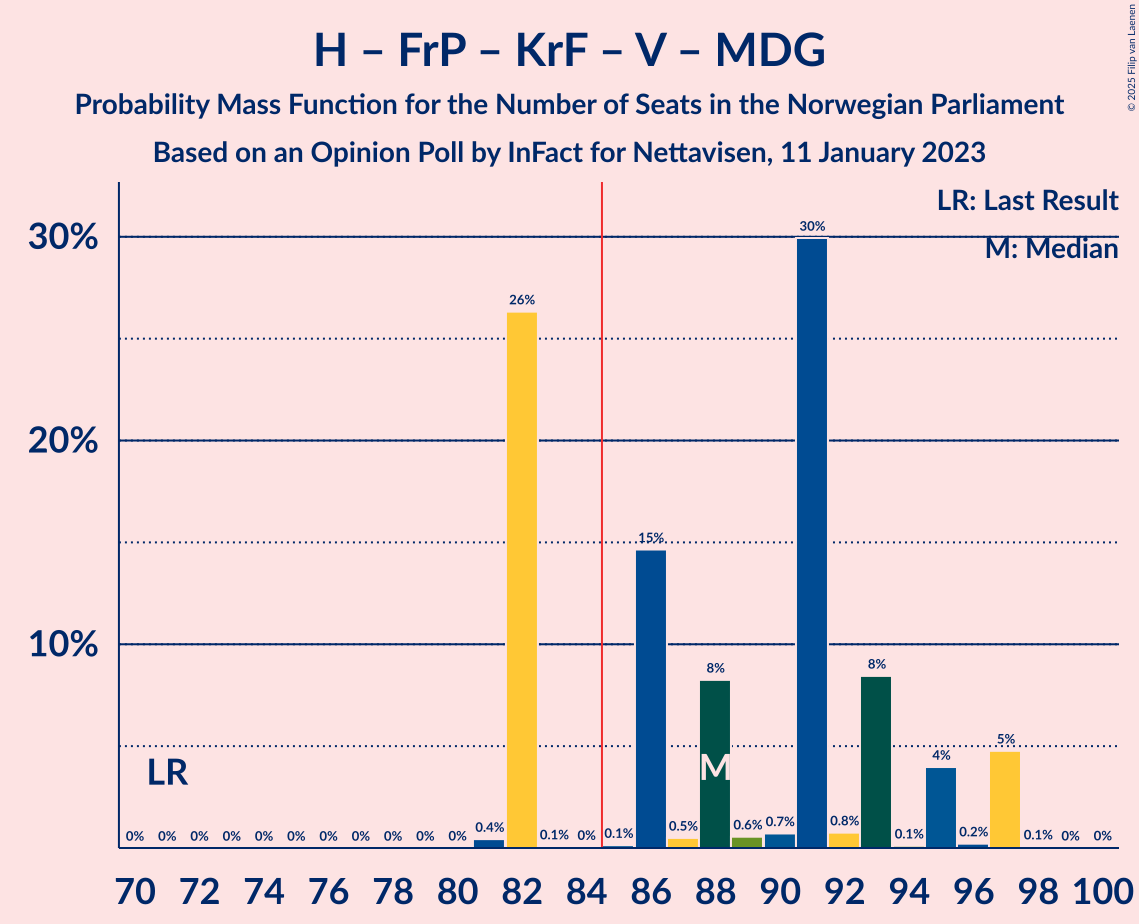 H – FrP – KrF – V – MDG
Probability Mass Function for the Number of Seats in the Norwegian Parliament
Based on an Opinion Poll by InFact for Nettavisen, 11 January 2023
© 2025 Filip van Laenen
LR: Last Result
M: Median
30%
20%
10%
LR
M
0% 0% 0% 0% 0% 0% 0% 0% 0% 0% 0% 0.4% 26% 0.1% 0% 0.1% 15% 0.5% 8% 0.6% 0.7% 30% 0.8% 8% 0.1% 4% 0.2% 5% 0.1% 0% 0%
70 72 74 76 78 80 82 84 86 88 90 92 94 96 98 100